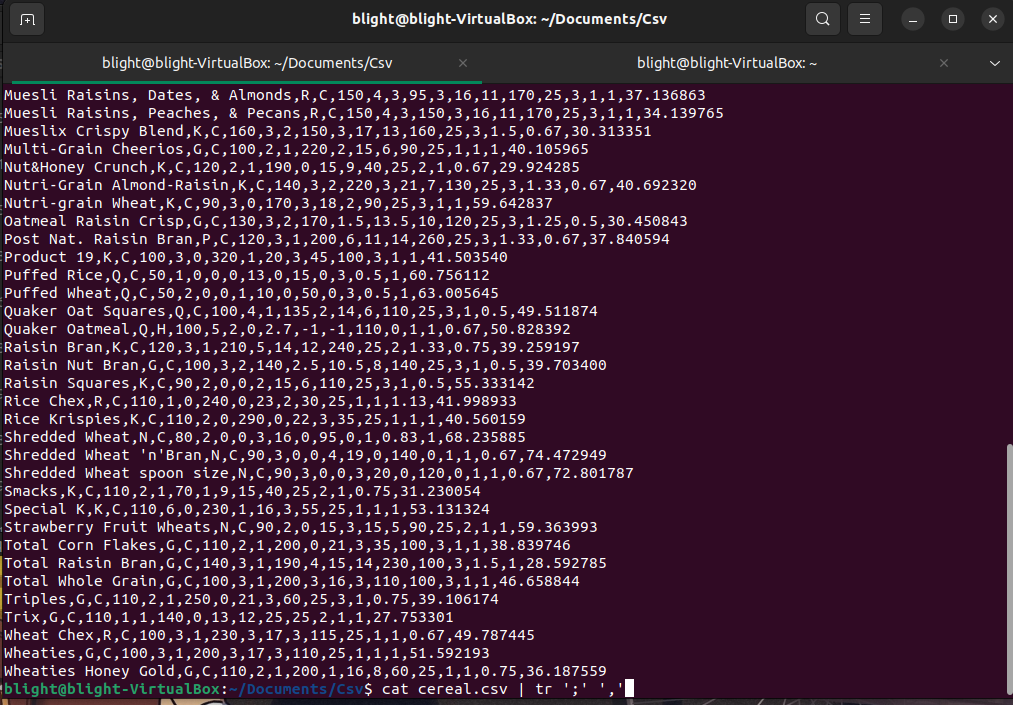 blight@blight-VirtualBox: ~/Documents/Csv
blight@blight-VirtualBox: ~/Documents/Csv
blight@blight-VirtualBox: ~
Muesli Raisins, Dates, & Almonds,R,C,150,4,3,95,3,16,11,170,25,3,1,1,37.136863
Muesli Raisins, Peaches, & Pecans,R,C,150,4,3,150,3,16,11,170,25,3,1,1,34.139765
Mueslix Crispy Blend,K,C,160,3,2,150,3,17,13,160,25,3,1.5,0.67,30.313351
Multi-Grain Cheerios,G,C,100,2,1,220,2,15,6,90,25,1,1,1,40.105965
Nut&Honey Crunch,K,C,120,2,1,190,0,15,9,40,25,2,1,0.67,29.924285
Nutri-Grain Almond-Raisin,K,C,140,3,2,220,3,21,7,130,25,3,1.33,0.67,40.692320
Nutri-grain Wheat,K,C,90,3,0,170,3,18,2,90,25,3,1,1,59.642837
Oatmeal Raisin Crisp,G,C,130,3,2,170,1.5,13.5,10,120,25,3,1.25,0.5,30.450843
Post Nat. Raisin Bran,P,C,120,3,1,200,6,11,14,260,25,3,1.33,0.67,37.840594
Product 19,K,C,100,3,0,320,1,20,3,45,100,3,1,1,41.503540
Puffed Rice,Q,C,50,1,0,0,0,13,0,15,0,3,0.5,1,60.756112
Puffed Wheat,Q,C,50,2,0,0,1,10,0,50,0,3,0.5,1,63.005645
Quaker Oat Squares,Q,C,100,4,1,135,2,14,6,110,25,3,1,0.5,49.511874
Quaker Oatmeal,Q,H,100,5,2,0,2.7,-1,-1,110,0,1,1,0.67,50.828392
Raisin Bran,K,C,120,3,1,210,5,14,12,240,25,2,1.33,0.75,39.259197
Raisin Nut Bran,G,C,100,3,2,140,2.5,10.5,8,140,25,3,1,0.5,39.703400
Raisin Squares,K,C,90,2,0,0,2,15,6,110,25,3,1,0.5,55.333142
Rice Chex,R,C,110,1,0,240,0,23,2,30,25,1,1,1.13,41.998933
Rice Krispies,K,C,110,2,0,290,0,22,3,35,25,1,1,1,40.560159
Shredded Wheat,N,C,80,2,0,0,3,16,0,95,0,1,0.83,1,68.235885
Shredded Wheat 'n'Bran,N,C,90,3,0,0,4,19,0,140,0,1,1,0.67,74.472949
Shredded Wheat spoon size,N,C,90,3,0,0,3,20,0,120,0,1,1,0.67,72.801787
Smacks,K,C,110,2,1,70,1,9,15,40,25,2,1,0.75,31.230054
Special K,K,C,110,6,0,230,1,16,3,55,25,1,1,1,53.131324
Strawberry Fruit Wheats,N,C,90,2,0,15,3,15,5,90,25,2,1,1,59.363993
Total Corn Flakes,G,C,110,2,1,200,0,21,3,35,100,3,1,1,38.839746
Total Raisin Bran,G,C,140,3,1,190,4,15,14,230,100,3,1.5,1,28.592785
Total Whole Grain,G,C,100,3,1,200,3,16,3,110,100,3,1,1,46.658844
Triples,G,C,110,2,1,250,0,21,3,60,25,3,1,0.75,39.106174
Trix,G,C,110,1,1,140,0,13,12,25,25,2,1,1,27.753301
Wheat Chex,R,C,100,3,1,230,3,17,3,115,25,1,1,0.67,49.787445
Wheaties,G,C,100,3,1,200,3,17,3,110,25,1,1,1,51.592193
Wheaties Honey Gold,G,C,110,2,1,200,1,16,8,60,25,1,1,0.75,36.187559
blight@blight-VirtualBox:~/Documents/Csv$ cat cereal.csv | tr ';' ','